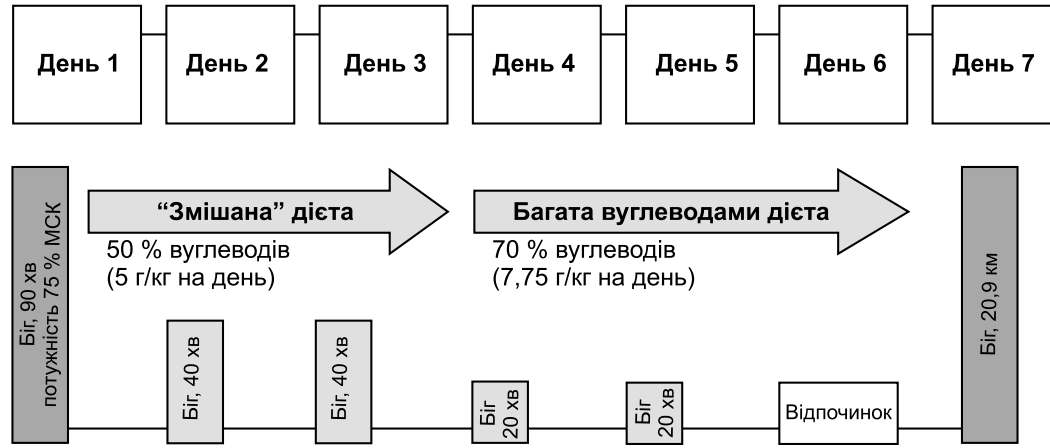 День 1
День 2
День 3
День 4
День 5
День 6
День 7
“Змішана” дієта
50 % вуглеводів
(5 г/кг на день)
Багата вуглеводами дієта
70 % вуглеводів
(7,75 г/кг на день)
Біг, 90 хв
потужність 75 % МСК
Біг, 40 хв
Біг, 40 хв
Біг
20 хв
Біг
20 хв
Відпочинок
Біг, 20,9 км